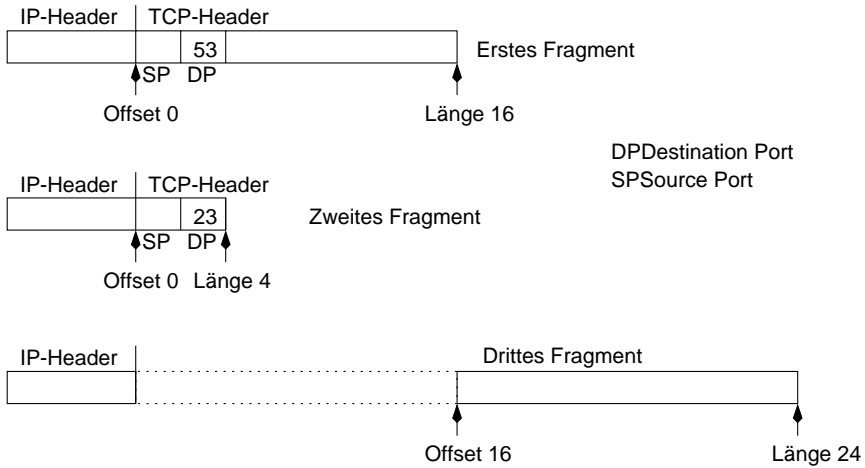 IP-Header TCP-Header
53 Erstes Fragment
SP DP
Offset 0 Länge 16
DPDestination Port
SPSource Port
IP-Header TCP-Header
23 Zweites Fragment
SP DP
Offset 0 Länge 4
IP-Header Drittes Fragment
Offset 16 Länge 24